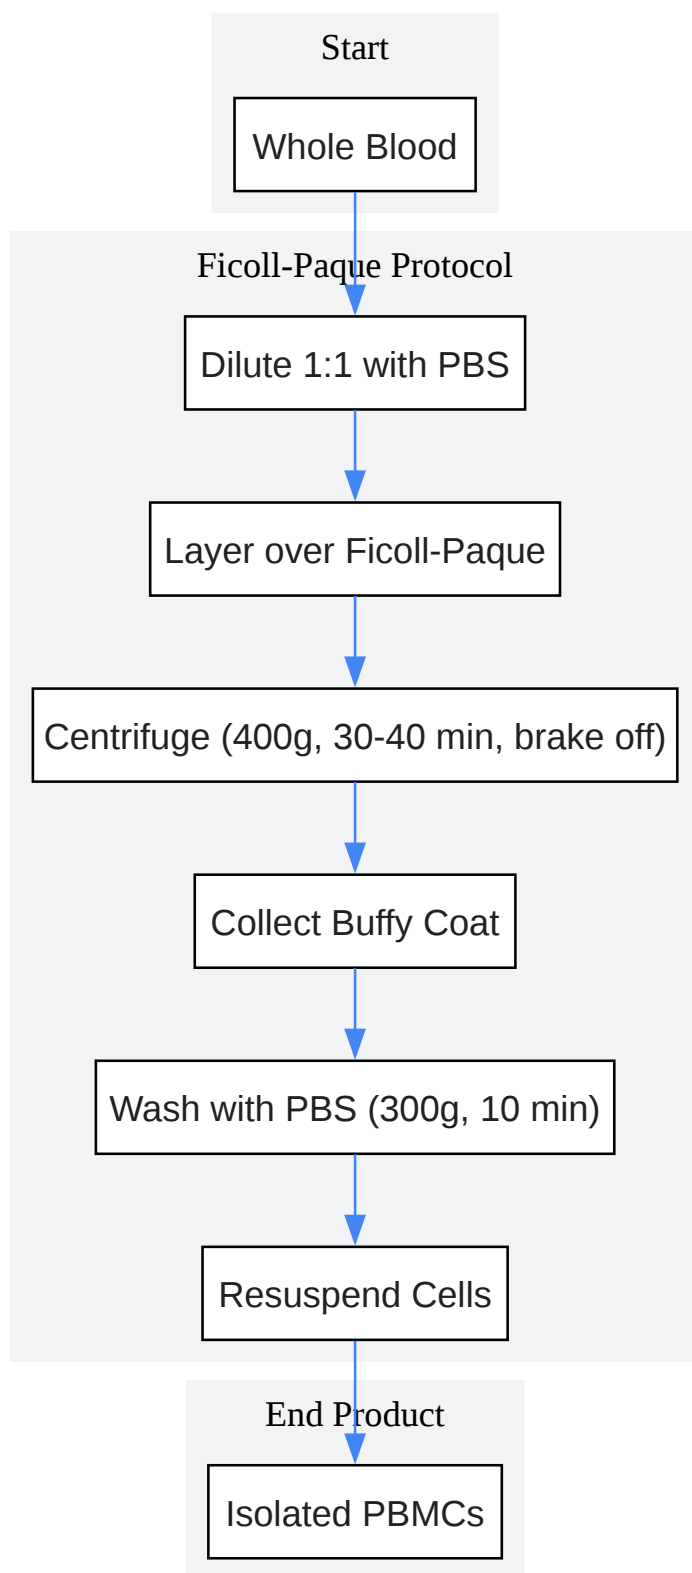 Start
Whole Blood
Ficoll-Paque Protocol
Dilute 1:1 with PBS
Layer over Ficoll-Paque
Centrifuge (400g, 30-40 min, brake off)
Collect Buffy Coat
Wash with PBS (300g, 10 min)
Resuspend Cells
End Product
Isolated PBMCs